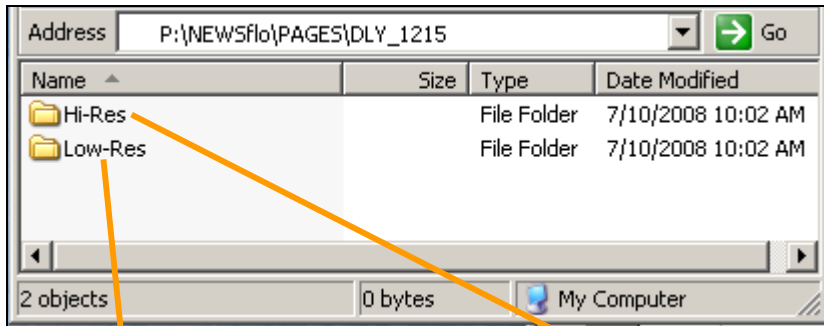 Address P:\NEWSflo\PAGES\DLY_1215 Go
Name Size Type Date Modified
Hi-Res File Folder 7/10/2008 10:02 AM
Low-Res File Folder 7/10/2008 10:02 AM
2 objects 0 bytes My Computer